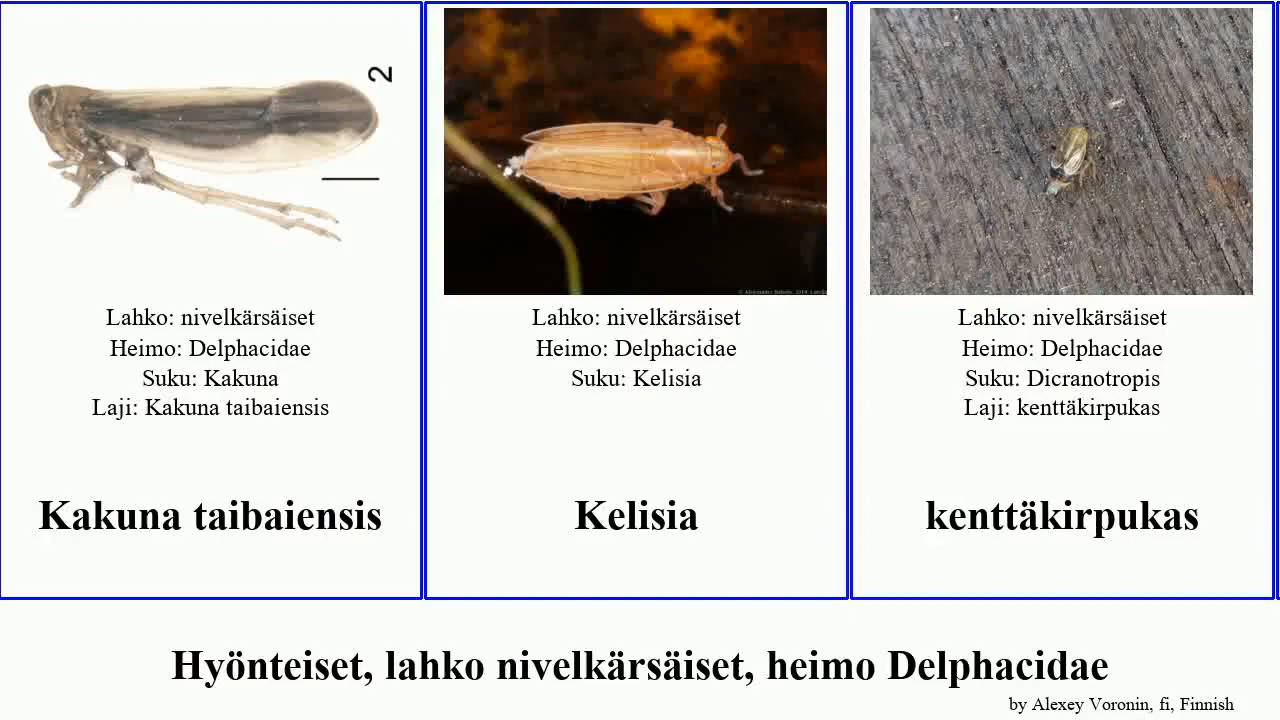 2
Lahko: nivelkärsäiset
Heimo: Delphacidae
Suku: Kakuna
Laji: Kakuna taibaiensis
Kakuna taibaiensis
Lahko: nivelkärsäiset
Heimo: Delphacidae
Suku: Kelisia
Kelisia
Lahko: nivelkärsäiset
Heimo: Delphacidae
Suku: Dicranotropis
Laji: kenttäkirpukas
kenttäkirpukas
Hyönteiset, lahko nivelkärsäiset, heimo Delphacidae
by Alexey Voronin, fi, Finnish